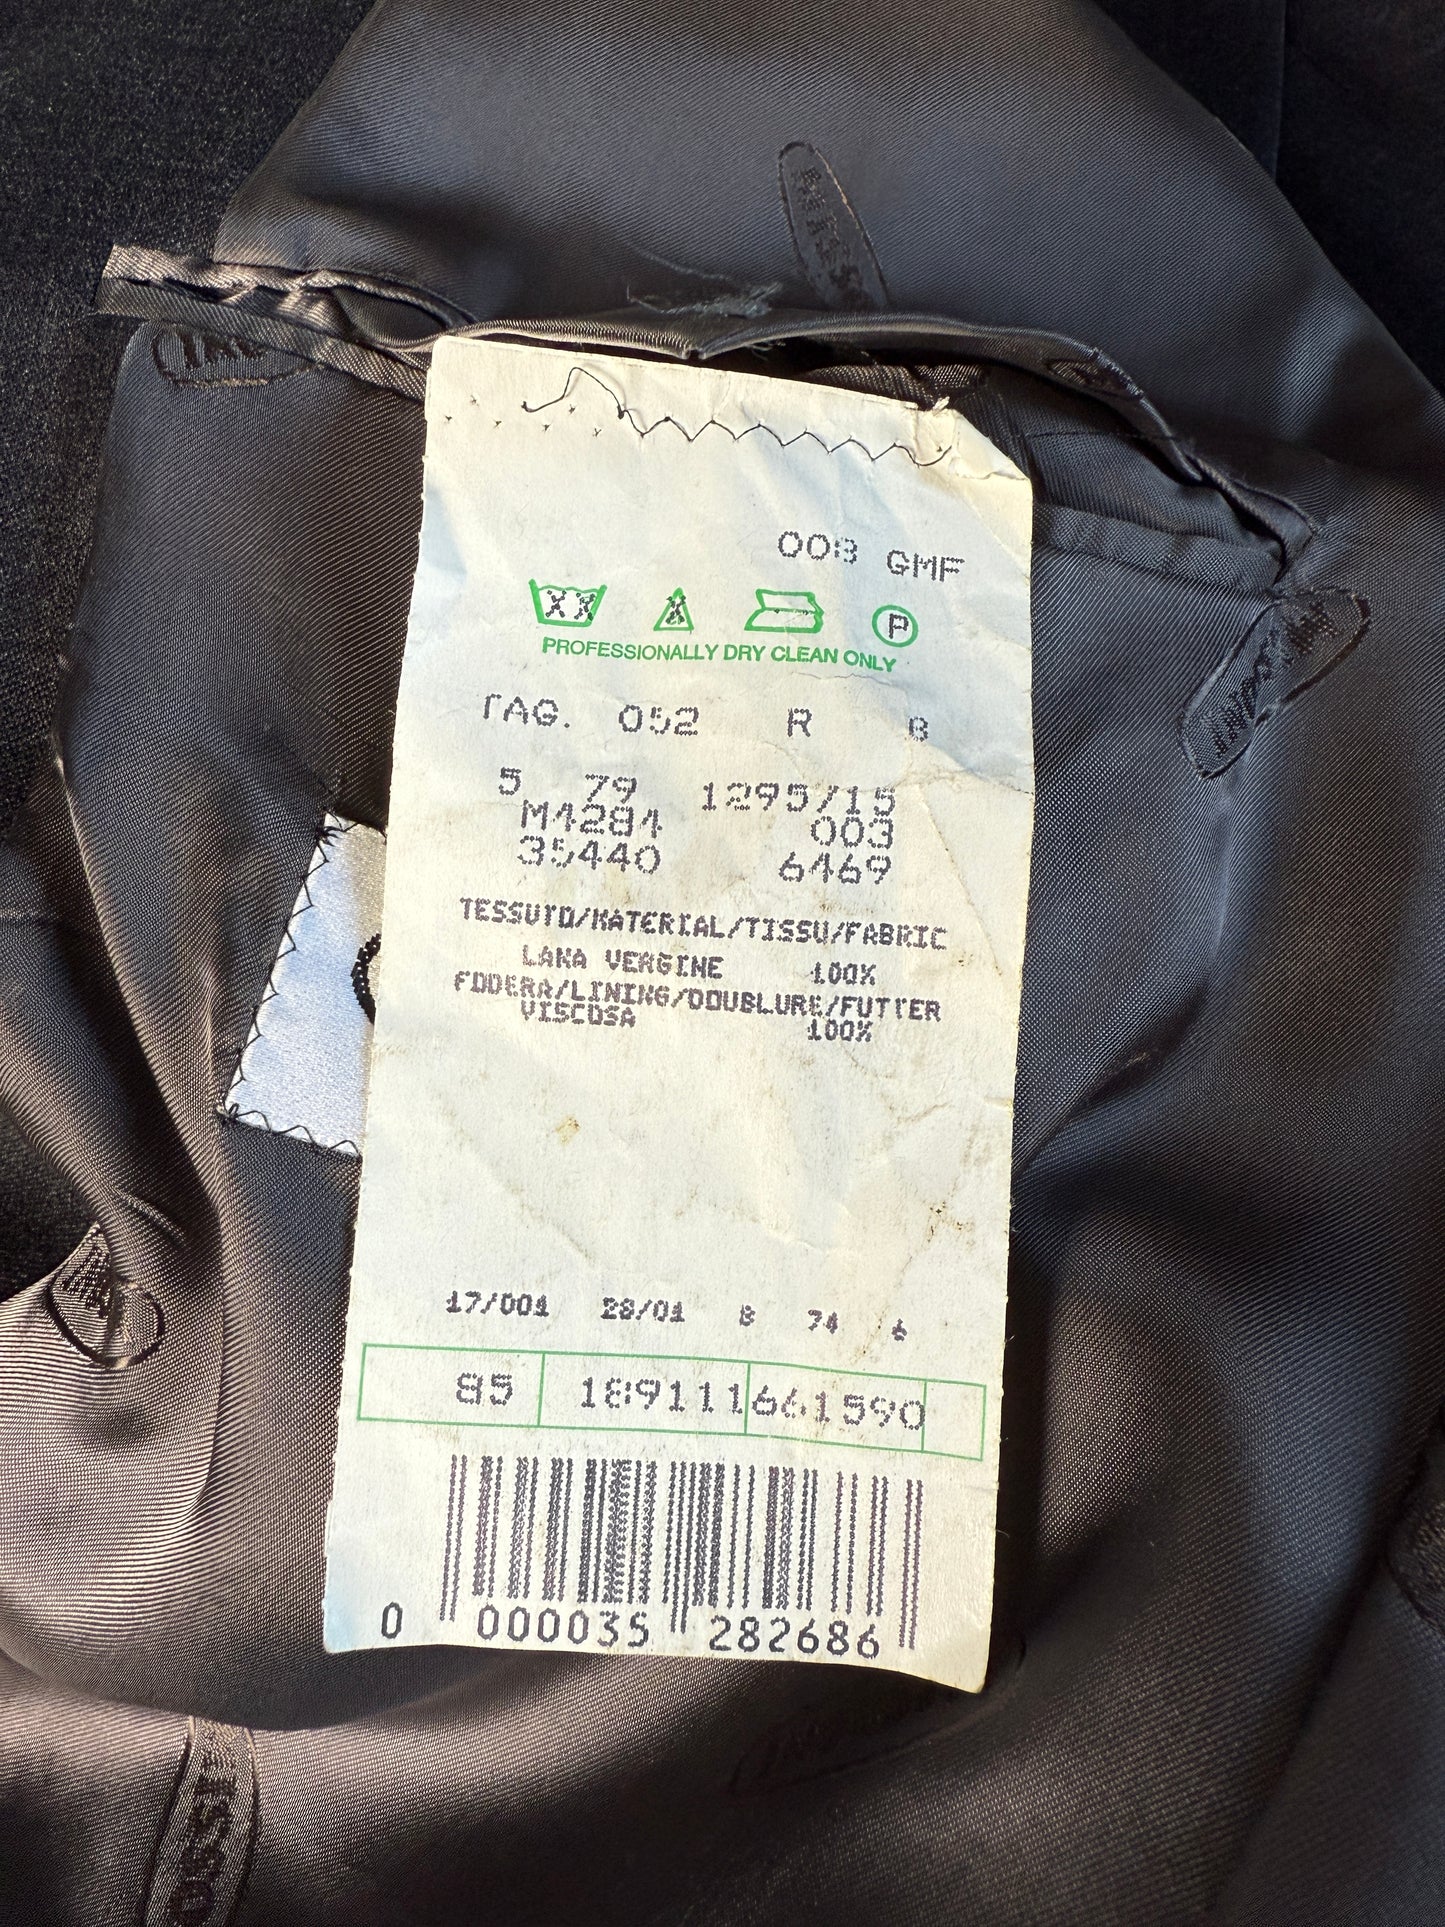 008 GMF
XX X P
PROFESSIONALLY DRY CLEAN ONLY
TAG. 052 R 8
5 79 1295/15
M4284 003
35440 6469
TESSUTO/MATERIAL/TISSU/FABRIC
LANA VERGINE 100%
FODERA/LINING/DOUBLURE/FUTTER
VISCOSA 100%
17/001 28/01 8 74 6
85 189111661590
0 000035 282686